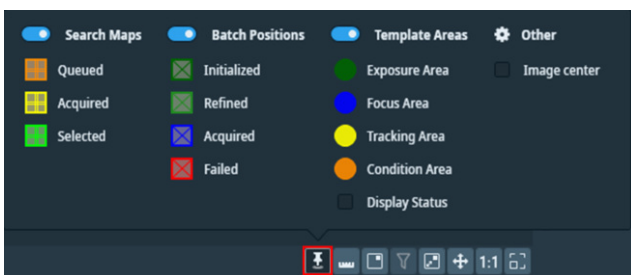 Search Maps Batch Positions Template Areas Other
Queued Initialized Exposure Area Image center
Acquired Refined Focus Area
Selected Acquired Tracking Area
Failed Condition Area
Display Status
1:1